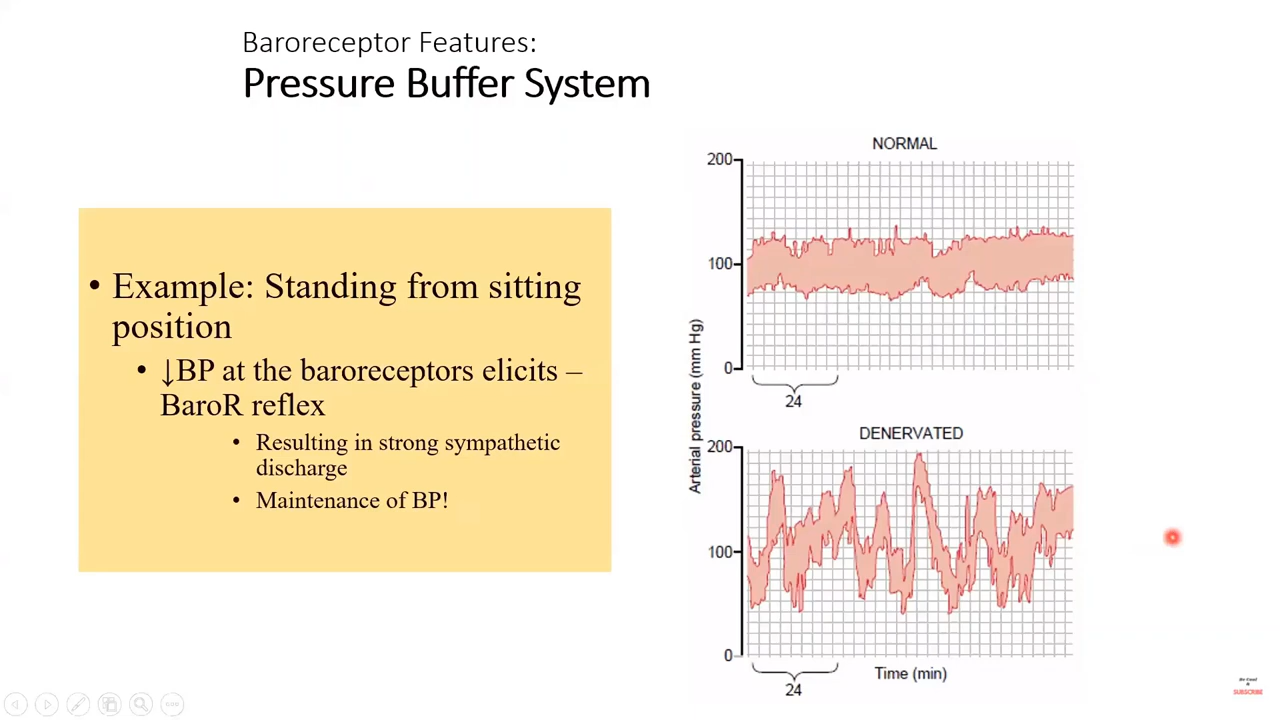 Baroreceptor Features:
Pressure Buffer System
• Example: Standing from sitting
position
• ↓BP at the baroreceptors elicits –
BaroR reflex
• Resulting in strong sympathetic
discharge
• Maintenance of BP!
NORMAL
200
100
0
24
Arterial pressure (mm Hg)
DENERVATED
200
100
0
24
Time (min)
SUBSCRIBE